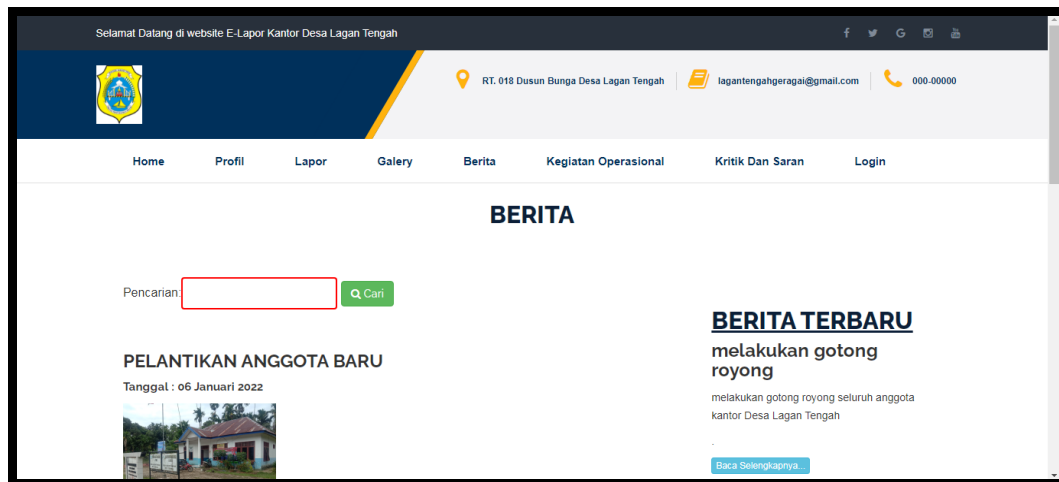 Selamat Datang di website E-Lapor Kantor Desa Lagan Tengah
RT. 018 Dusun Bunga Desa Lagan Tengah
lagantengahgeragai@gmail.com
000-00000
Home Profil Lapor Galery Berita Kegiatan Operasional Kritik Dan Saran Login
BERITA
Pencarian:
Cari
PELANTIKAN ANGGOTA BARU
Tanggal : 06 Januari 2022
BERITA TERBARU
melakukan gotong
royong
melakukan gotong royong seluruh anggota
kantor Desa Lagan Tengah
.
Baca Selengkapnya...